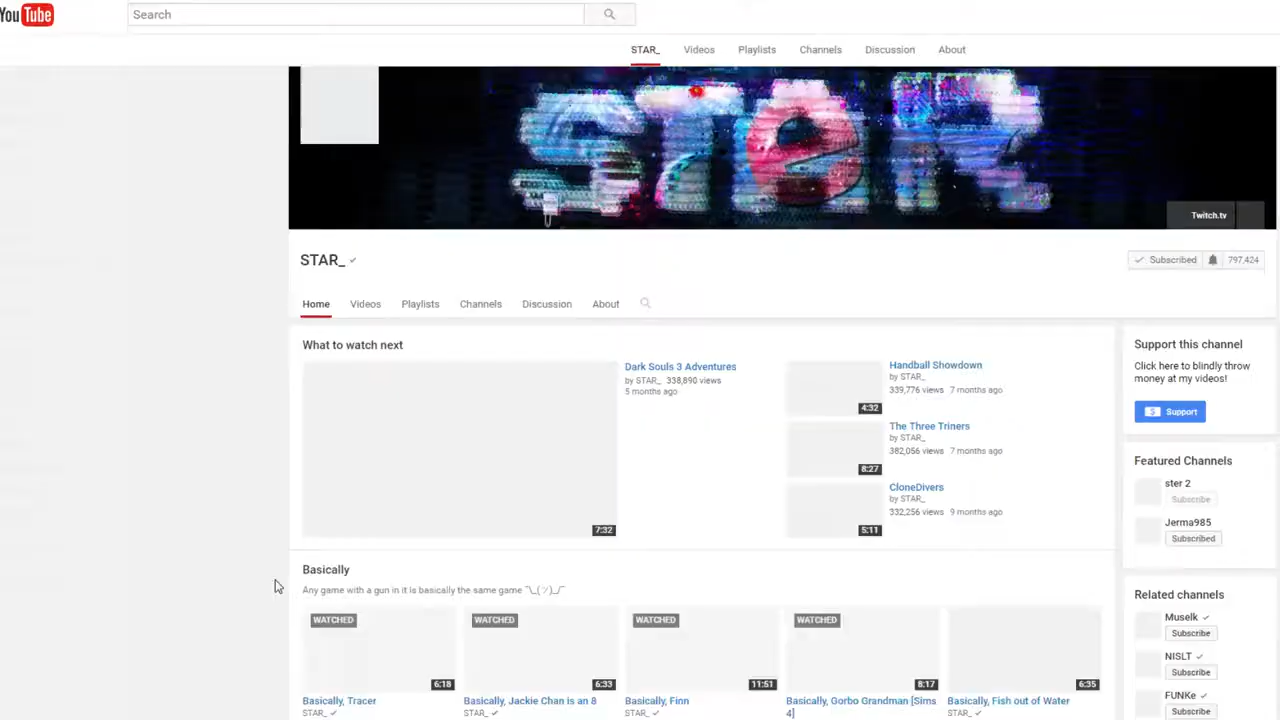 YouTube
Search
STAR_ Videos Playlists Channels Discussion About
STAR
Twitch.tv
STAR_
Subscribed 797,424
Home Videos Playlists Channels Discussion About
What to watch next
Dark Souls 3 Adventures
by STAR_ 338,890 views
5 months ago
7:32
Handball Showdown
by STAR_
339,776 views 7 months ago
4:32
The Three Triners
by STAR_
382,056 views 7 months ago
8:27
CloneDivers
by STAR_
332,256 views 9 months ago
5:11
Support this channel
Click here to blindly throw
money at my videos!
Support
Featured Channels
ster 2
Subscribe
Jerma985
Subscribed
Basically
Any game with a gun in it is basically the same game ¯\_(ツ)_/¯
WATCHED
6:18
Basically, Tracer
STAR_
WATCHED
6:33
Basically, Jackie Chan is an 8
STAR_
WATCHED
11:51
Basically, Finn
STAR_
WATCHED
8:17
Basically, Gorbo Grandman [Sims
4]
6:35
Basically, Fish out of Water
STAR_
Related channels
Muselk
Subscribe
NISLT
Subscribe
FUNKe
Subscribe